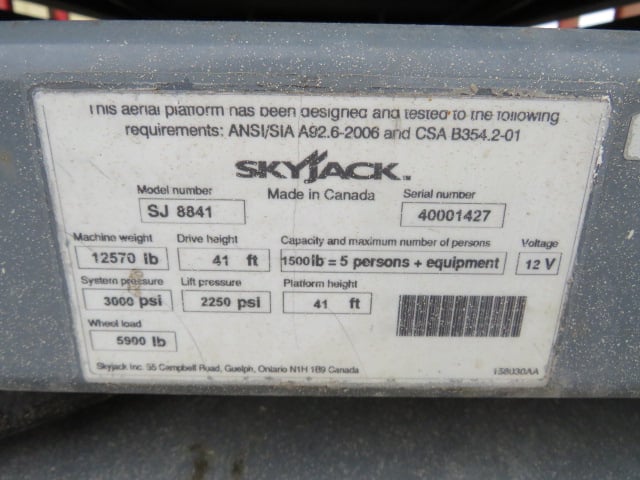 This aerial platform has been designed and tested to the following
requirements: ANSI/SIA A92.6-2006 and CSA B354.2-01
SKYJACK™
Made in Canada
Model number
SJ 8841
Serial number
40001427
Machine weight
12570 lb
Drive height
41 ft
Capacity and maximum number of persons
1500lb = 5 persons + equipment
Voltage
12 V
System pressure
3000 psi
Lift pressure
2250 psi
Platform height
41 ft
Wheel load
5900 lb
Skyjack Inc. 55 Campbell Road, Guelph, Ontario N1H 1B9 Canada
158030AA